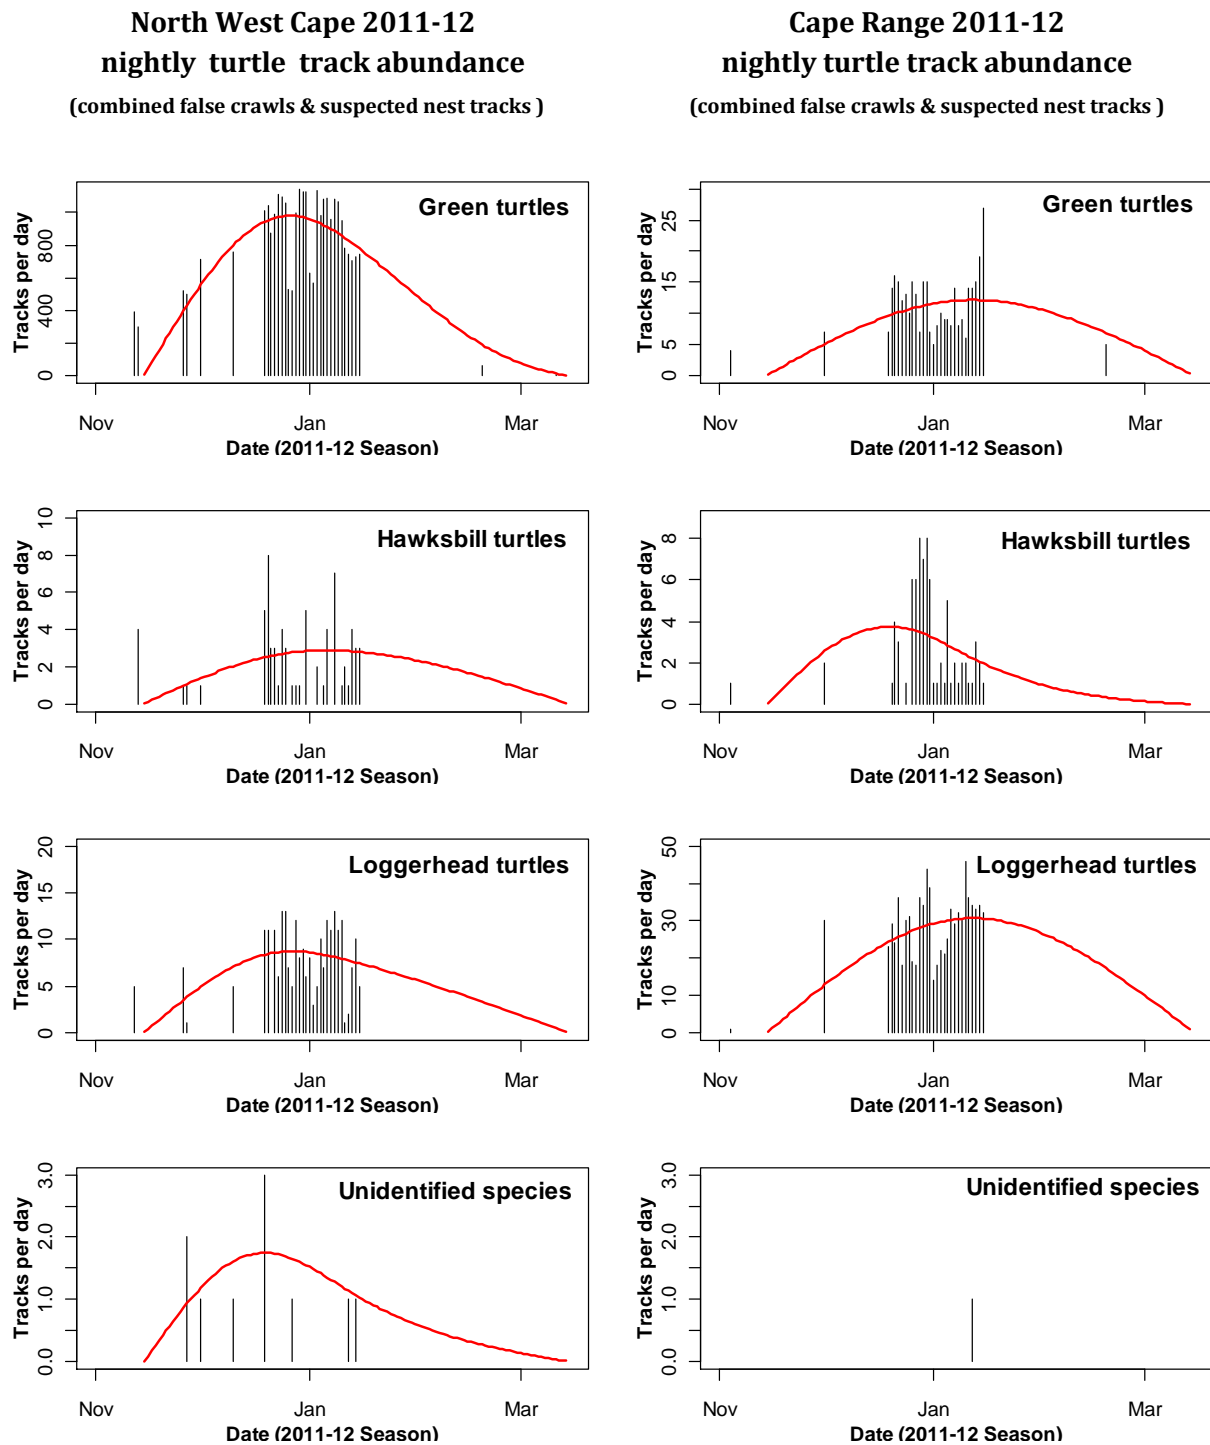 North West Cape 2011-12
nightly turtle track abundance
(combined false crawls & suspected nest tracks )
Cape Range 2011-12
nightly turtle track abundance
(combined false crawls & suspected nest tracks )
Green turtles
Tracks per day
0
400
800
Nov
Jan
Mar
Date (2011-12 Season)
Green turtles
Tracks per day
0
5
15
25
Nov
Jan
Mar
Date (2011-12 Season)
Hawksbill turtles
Tracks per day
0
2
4
6
8
10
Nov
Jan
Mar
Date (2011-12 Season)
Hawksbill turtles
Tracks per day
0
2
4
6
8
Nov
Jan
Mar
Date (2011-12 Season)
Loggerhead turtles
Tracks per day
0
5
10
15
20
Nov
Jan
Mar
Date (2011-12 Season)
Loggerhead turtles
Tracks per day
0
10
30
50
Nov
Jan
Mar
Date (2011-12 Season)
Unidentified species
Tracks per day
0.0
1.0
2.0
3.0
Nov
Jan
Mar
Date (2011-12 Season)
Unidentified species
Tracks per day
0.0
1.0
2.0
3.0
Nov
Jan
Mar
Date (2011-12 Season)